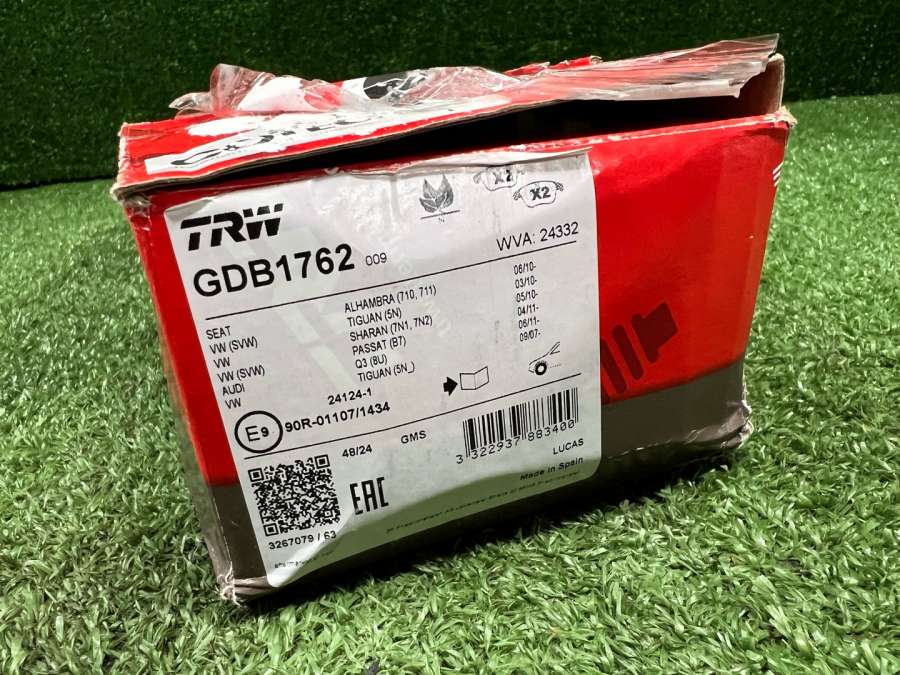 TRW
X2
X2
GDB1762 009
WVA: 24332
SEAT ALHAMBRA (710, 711) 06/10-
VW (SVW) TIGUAN (5N) 03/10-
VW SHARAN (7N1, 7N2) 05/10-
VW (SVW) PASSAT (B7) 04/11-
AUDI Q3 (8U) 06/11-
VW TIGUAN (5N_) 09/07-
24124-1
E9 90R-01107/1434
48/24 GMS
3 322937 883400
LUCAS
Made in Spain
EAC
3267079 / 63